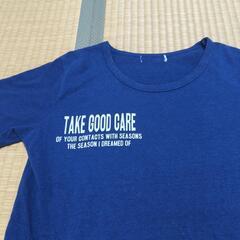 TAKE GOOD CARE
OF YOUR CONTACTS WITH SEASONS
THE SEASON I DREAMED OF